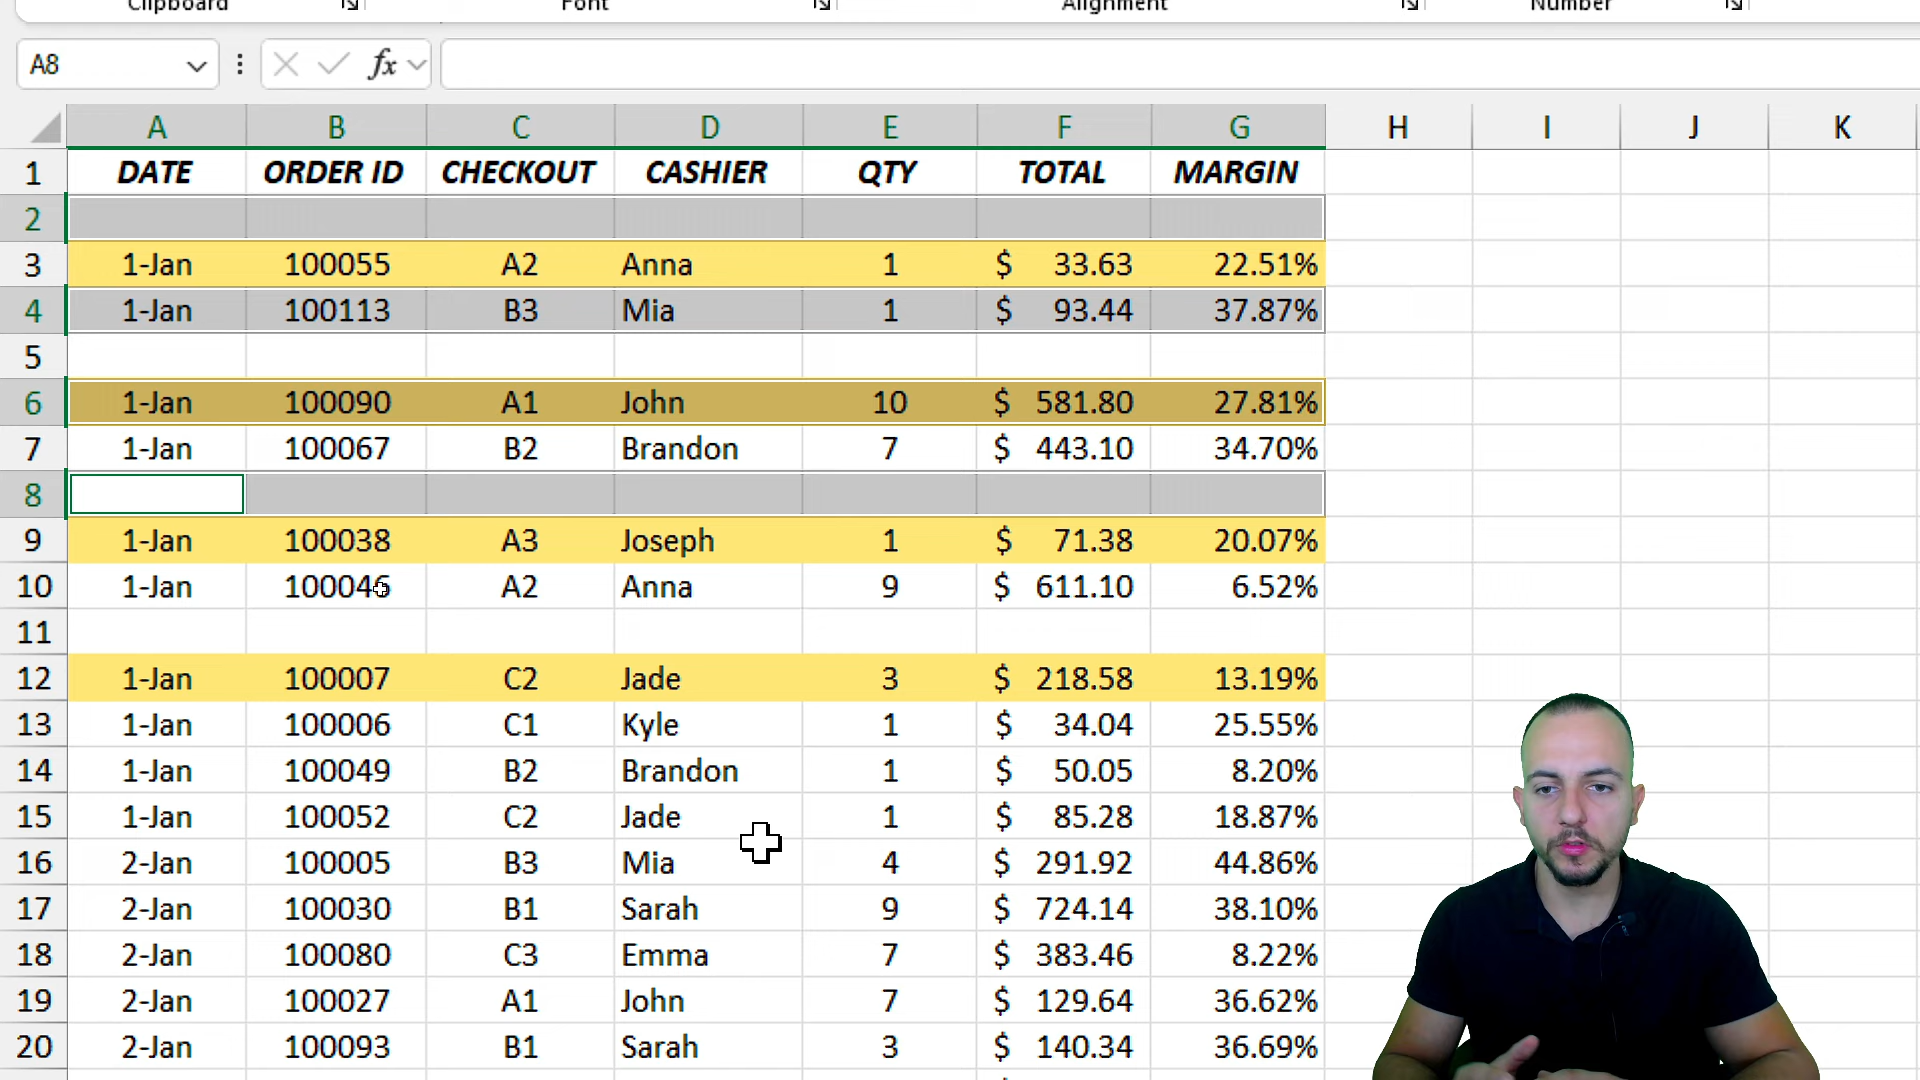 Clipboard Font Alignment Number
A8 fx
A B C D E F G H I J K
1 DATE ORDER ID CHECKOUT CASHIER QTY TOTAL MARGIN
2
3 1-Jan 100055 A2 Anna 1 $ 33.63 22.51%
4 1-Jan 100113 B3 Mia 1 $ 93.44 37.87%
5
6 1-Jan 100090 A1 John 10 $ 581.80 27.81%
7 1-Jan 100067 B2 Brandon 7 $ 443.10 34.70%
8
9 1-Jan 100038 A3 Joseph 1 $ 71.38 20.07%
10 1-Jan 100046 A2 Anna 9 $ 611.10 6.52%
11
12 1-Jan 100007 C2 Jade 3 $ 218.58 13.19%
13 1-Jan 100006 C1 Kyle 1 $ 34.04 25.55%
14 1-Jan 100049 B2 Brandon 1 $ 50.05 8.20%
15 1-Jan 100052 C2 Jade 1 $ 85.28 18.87%
16 2-Jan 100005 B3 Mia 4 $ 291.92 44.86%
17 2-Jan 100030 B1 Sarah 9 $ 724.14 38.10%
18 2-Jan 100080 C3 Emma 7 $ 383.46 8.22%
19 2-Jan 100027 A1 John 7 $ 129.64 36.62%
20 2-Jan 100093 B1 Sarah 3 $ 140.34 36.69%